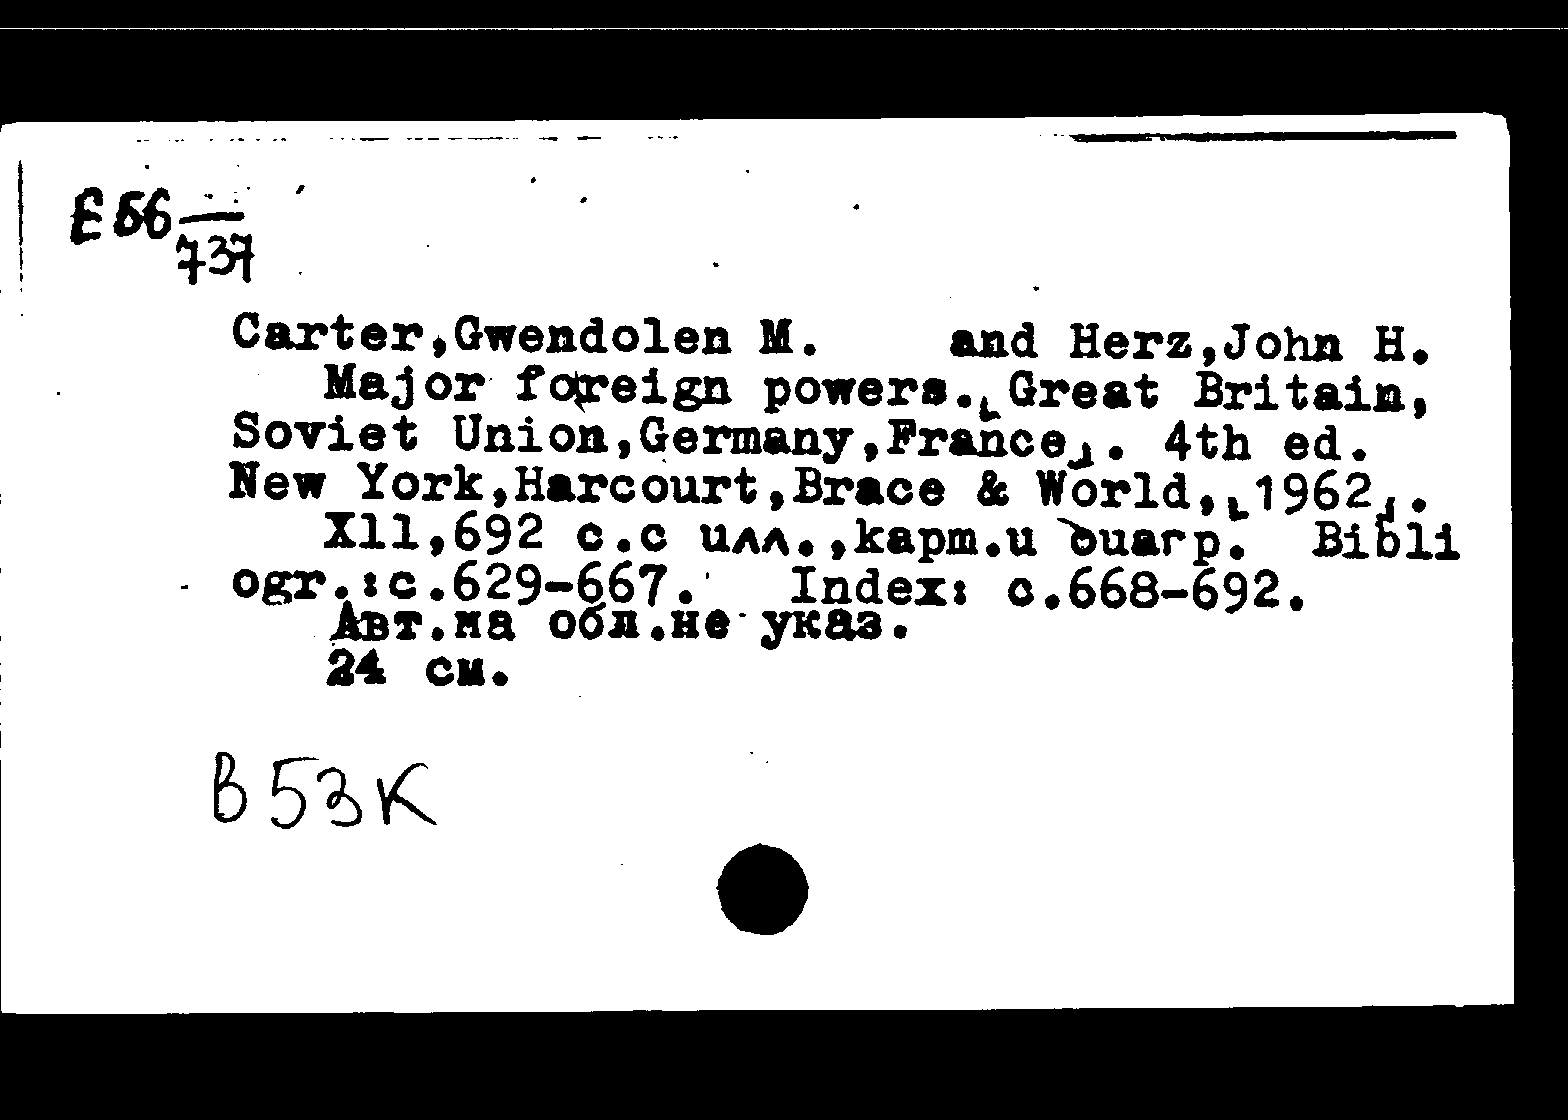 Е56
737
Carter,Gwendolen M. and Herz,John H.
Major foreign powers.[Great Britain,
Soviet Union,Germany,France]. 4th ed.
New York,Harcourt,Brace & World,[1962].
X11,692 с.с илл.,карт.и диагр. Bibli
ogr.:с.629-667. Index: с.668-692.
Авт.на обл.не указ.
24 см.
В53К